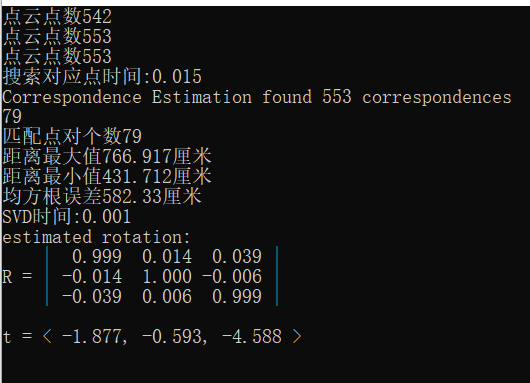 点云点数542
点云点数553
点云点数553
搜索对应点时间:0.015
Correspondence Estimation found 553 correspondences
79
匹配点对个数79
距离最大值766.917厘米
距离最小值431.712厘米
均方根误差582.33厘米
SVD时间:0.001
estimated rotation:
    |  0.999  0.014  0.039 |
R = | -0.014  1.000 -0.006 |
    | -0.039  0.006  0.999 |
t = < -1.877, -0.593, -4.588 >